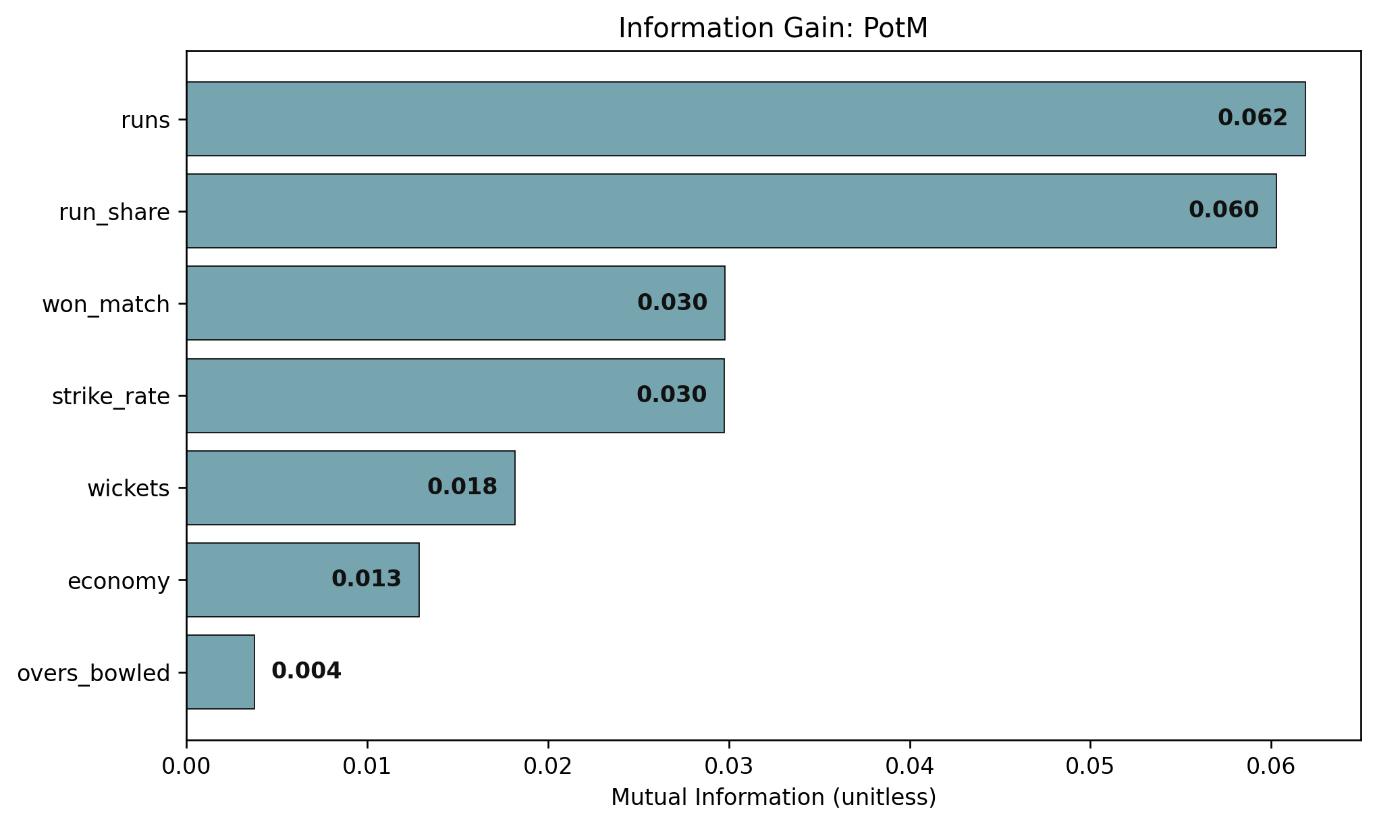 Information Gain: PotM
runs
0.062
run_share
0.060
won_match
0.030
strike_rate
0.030
wickets
0.018
economy
0.013
overs_bowled
0.004
0.00 0.01 0.02 0.03 0.04 0.05 0.06
Mutual Information (unitless)